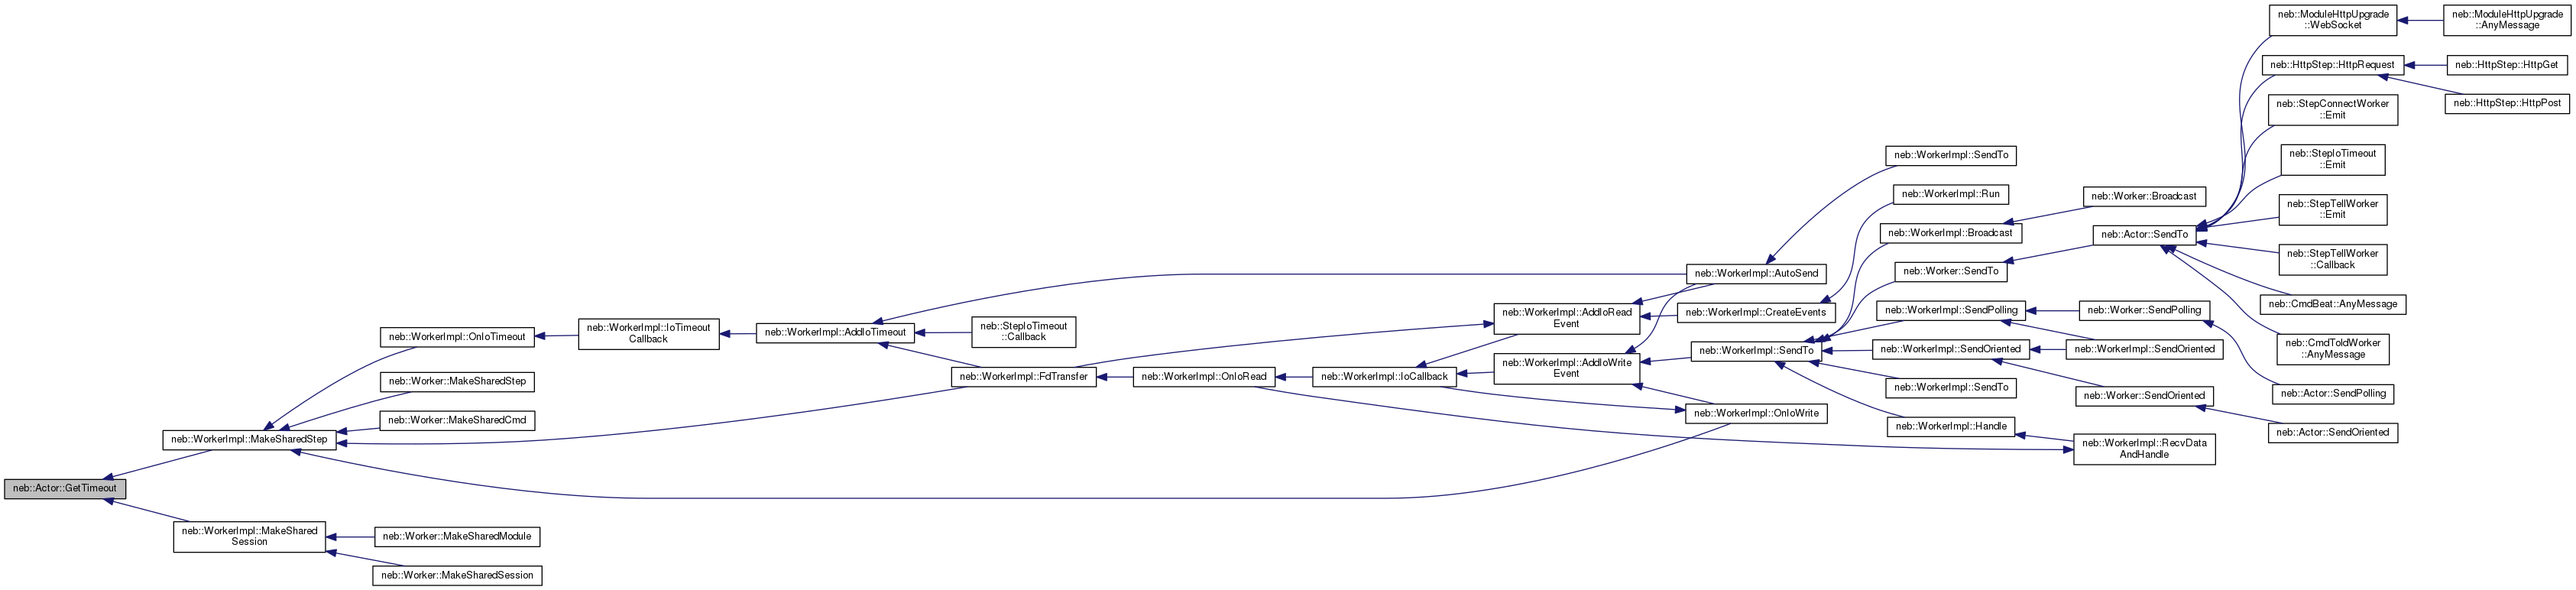 neb::Actor::GetTimeout
neb::WorkerImpl::MakeSharedStep
neb::WorkerImpl::MakeShared
Session
neb::WorkerImpl::OnIoTimeout
neb::Worker::MakeSharedStep
neb::Worker::MakeSharedCmd
neb::Worker::MakeSharedModule
neb::Worker::MakeSharedSession
neb::WorkerImpl::IoTimeout
Callback
neb::WorkerImpl::AddIoTimeout
neb::StepIoTimeout
::Callback
neb::WorkerImpl::FdTransfer
neb::WorkerImpl::OnIoRead
neb::WorkerImpl::IoCallback
neb::WorkerImpl::AddIoRead
Event
neb::WorkerImpl::AddIoWrite
Event
neb::WorkerImpl::AutoSend
neb::WorkerImpl::CreateEvents
neb::WorkerImpl::SendTo
neb::WorkerImpl::OnIoWrite
neb::WorkerImpl::SendTo
neb::WorkerImpl::Run
neb::WorkerImpl::Broadcast
neb::Worker::SendTo
neb::WorkerImpl::SendPolling
neb::WorkerImpl::SendOriented
neb::WorkerImpl::SendTo
neb::WorkerImpl::Handle
neb::Worker::Broadcast
neb::Actor::SendTo
neb::Worker::SendPolling
neb::WorkerImpl::SendOriented
neb::Worker::SendOriented
neb::WorkerImpl::RecvData
AndHandle
neb::ModuleHttpUpgrade
::WebSocket
neb::HttpStep::HttpRequest
neb::StepConnectWorker
::Emit
neb::StepIoTimeout
::Emit
neb::StepTellWorker
::Emit
neb::StepTellWorker
::Callback
neb::CmdBeat::AnyMessage
neb::CmdToldWorker
::AnyMessage
neb::Actor::SendPolling
neb::Actor::SendOriented
neb::ModuleHttpUpgrade
::AnyMessage
neb::HttpStep::HttpGet
neb::HttpStep::HttpPost